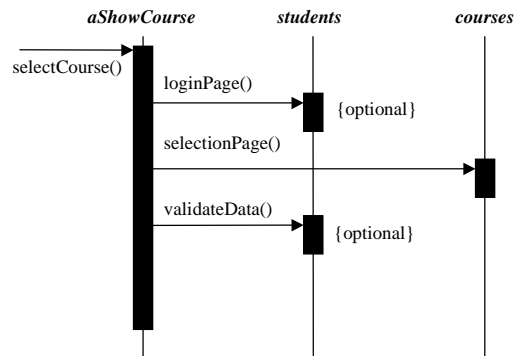 aShowCourse students courses
selectCourse()
loginPage()
{optional}
selectionPage()
validateData()
{optional}